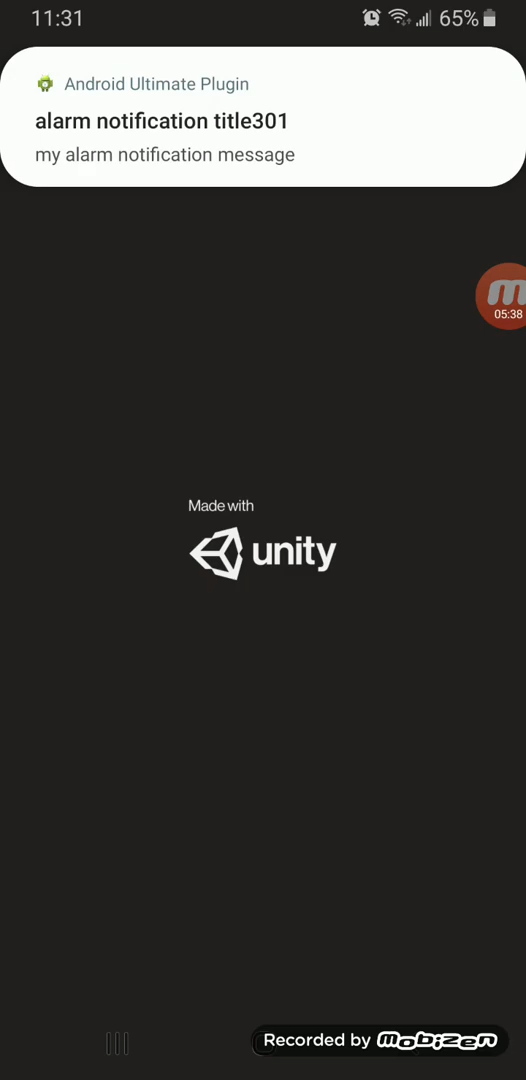 11:31
65%
Android Ultimate Plugin
alarm notification title301
my alarm notification message
m
05:38
Made with
unity
Recorded by mobizen